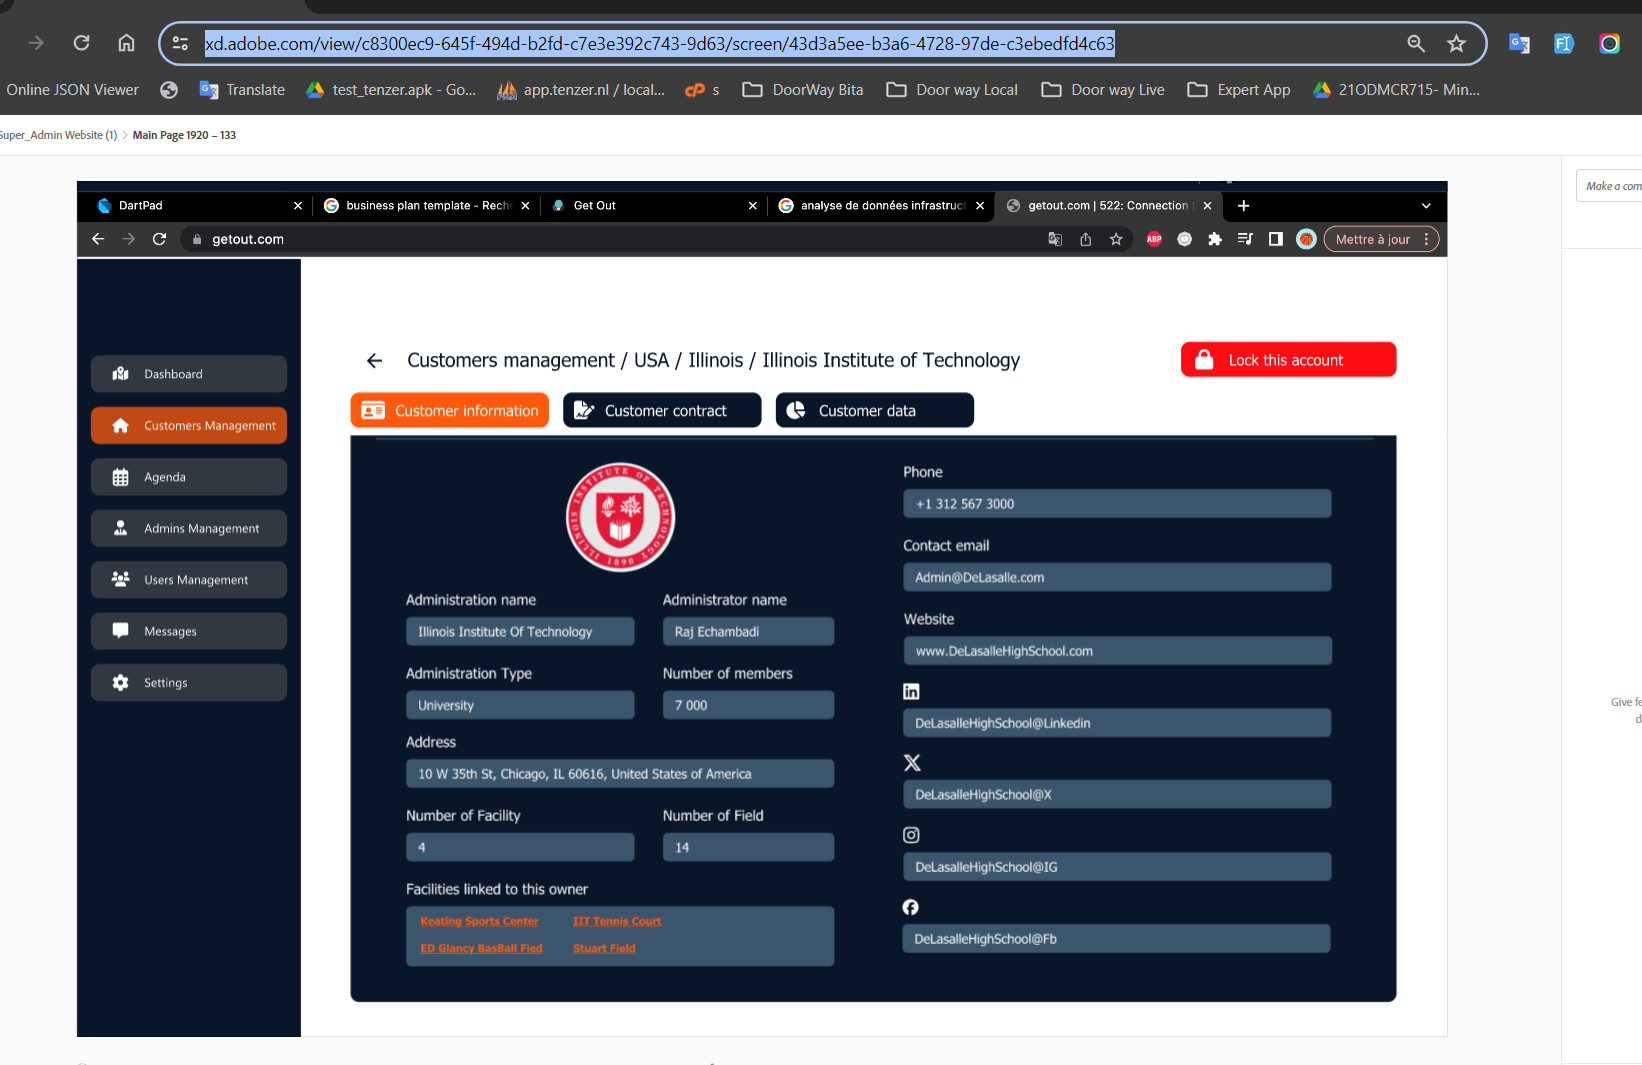 xd.adobe.com/view/c8300ec9-645f-494d-b2fd-c7e3e392c743-9d63/screen/43d3a5ee-b3a6-4728-97de-c3ebedfd4c63
Online JSON Viewer Translate test_tenzer.apk - Go... app.tenzer.nl / local... cP s DoorWay Bita Door way Local Door way Live Expert App 21ODMCR715- Min...
Super_Admin Website (1) > Main Page 1920 – 133
Make a com
DartPad business plan template - Rech Get Out analyse de données infrastruct getout.com | 522: Connection t
getout.com ABP Mettre à jour
Customers management / USA / Illinois / Illinois Institute of Technology
Lock this account
Customer information Customer contract Customer data
Dashboard
Customers Management
Agenda
Admins Management
Users Management
Messages
Settings
ILLINOIS INSTITUTE OF TECHNOLOGY
1890
Administration name Administrator name
Illinois Institute Of Technology Raj Echambadi
Administration Type Number of members
University 7 000
Address
10 W 35th St, Chicago, IL 60616, United States of America
Number of Facility Number of Field
4 14
Facilities linked to this owner
Keating Sports Center IIT Tennis Court
ED Glancy BasBall Fied Stuart Field
Phone
+1 312 567 3000
Contact email
Admin@DeLasalle.com
Website
www.DeLasalleHighSchool.com
in
DeLasalleHighSchool@Linkedin
X
DeLasalleHighSchool@X
DeLasalleHighSchool@IG
DeLasalleHighSchool@Fb
Give fe
d